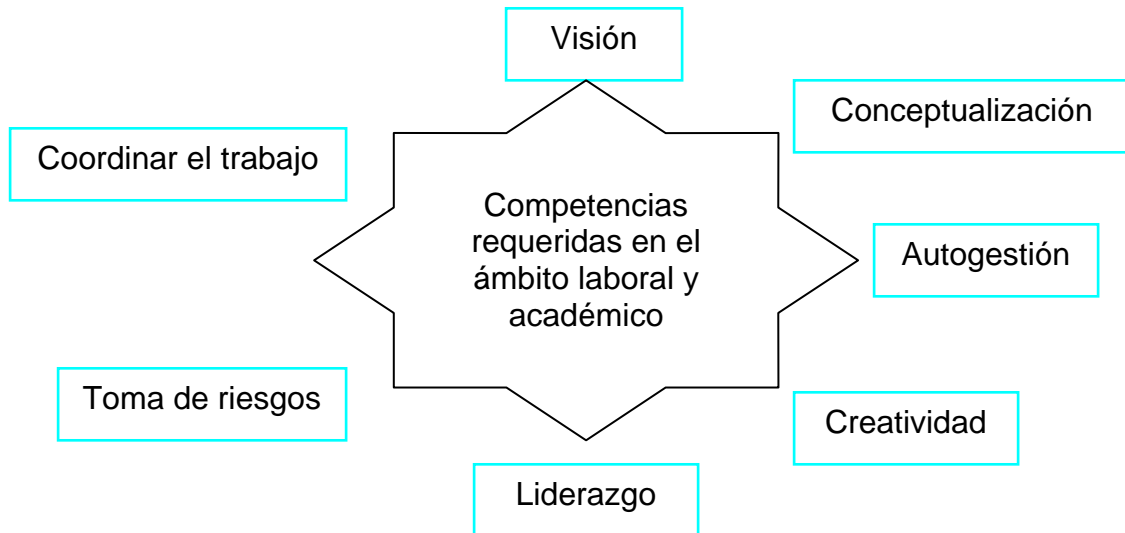 Visión
Conceptualización
Coordinar el trabajo
Competencias
requeridas en el
ámbito laboral y
académico
Autogestión
Toma de riesgos
Creatividad
Liderazgo